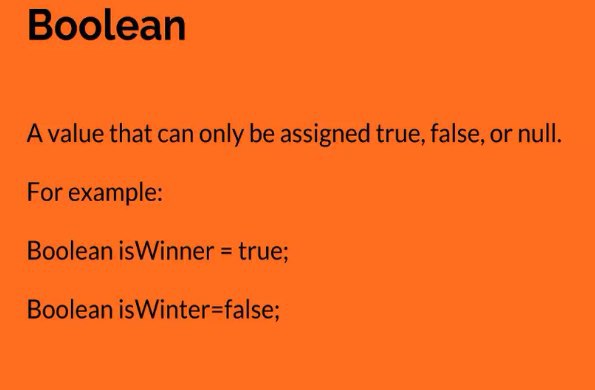 Boolean
A value that can only be assigned true, false, or null.
For example:
Boolean isWinner = true;
Boolean isWinter=false;